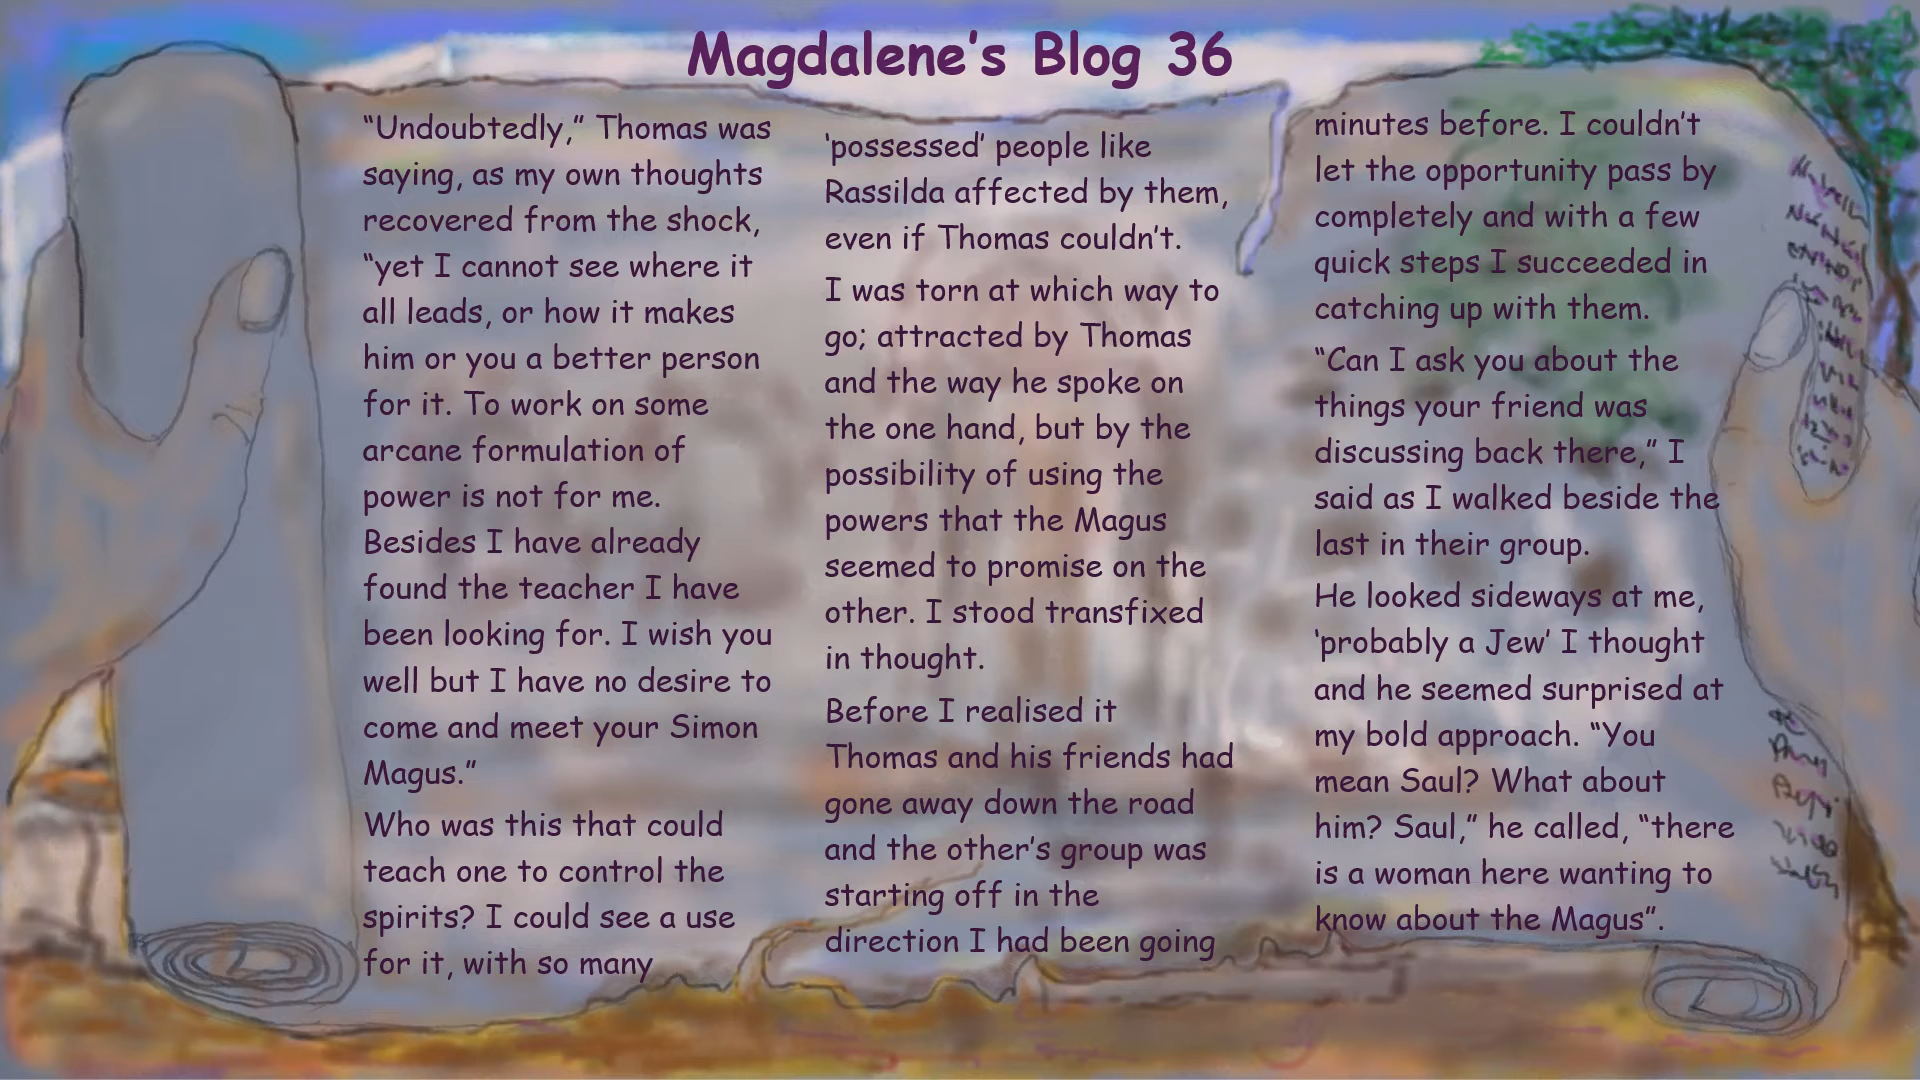 Magdalene’s Blog 36
“Undoubtedly,” Thomas was
saying, as my own thoughts
recovered from the shock,
“yet I cannot see where it
all leads, or how it makes
him or you a better person
for it. To work on some
arcane formulation of
power is not for me.
Besides I have already
found the teacher I have
been looking for. I wish you
well but I have no desire to
come and meet your Simon
Magus.”
Who was this that could
teach one to control the
spirits? I could see a use
for it, with so many
‘possessed’ people like
Rassilda affected by them,
even if Thomas couldn’t.
I was torn at which way to
go; attracted by Thomas
and the way he spoke on
the one hand, but by the
possibility of using the
powers that the Magus
seemed to promise on the
other. I stood transfixed
in thought.
Before I realised it
Thomas and his friends had
gone away down the road
and the other’s group was
starting off in the
direction I had been going
minutes before. I couldn’t
let the opportunity pass by
completely and with a few
quick steps I succeeded in
catching up with them.
“Can I ask you about the
things your friend was
discussing back there,” I
said as I walked beside the
last in their group.
He looked sideways at me,
‘probably a Jew’ I thought
and he seemed surprised at
my bold approach. “You
mean Saul? What about
him? Saul,” he called, “there
is a woman here wanting to
know about the Magus”.